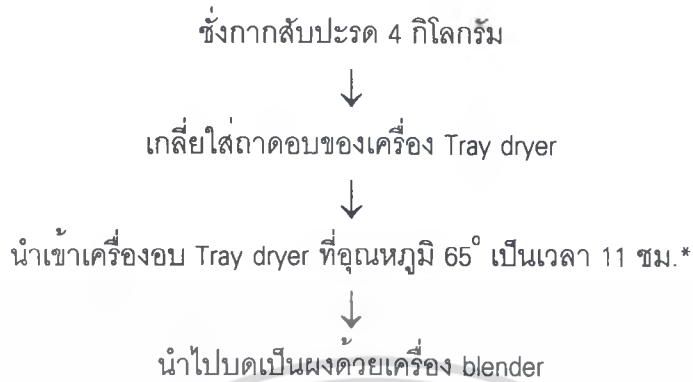 ชั่งกากสับปะรด 4 กิโลกรัม
เกลี่ยใส่ถาดอบของเครื่อง Tray dryer
นำเข้าเครื่องอบ Tray dryer ที่อุณหภูมิ 65° เป็นเวลา 11 ชม.*
นำไปบดเป็นผงด้วยเครื่อง blender